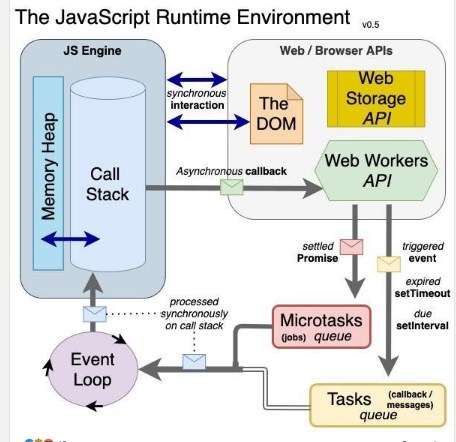 The JavaScript Runtime Environment v0.5
JS Engine
Memory Heap
Call
Stack
synchronous
interaction
Web / Browser APIs
The
DOM
Web
Storage
API
Web Workers
API
Asynchronous callback
settled
Promise
triggered
event
expired
setTimeout
due
setInterval
processed
synchronously
on call stack
Microtasks
(jobs) queue
Event
Loop
Tasks (callback /
messages)
queue